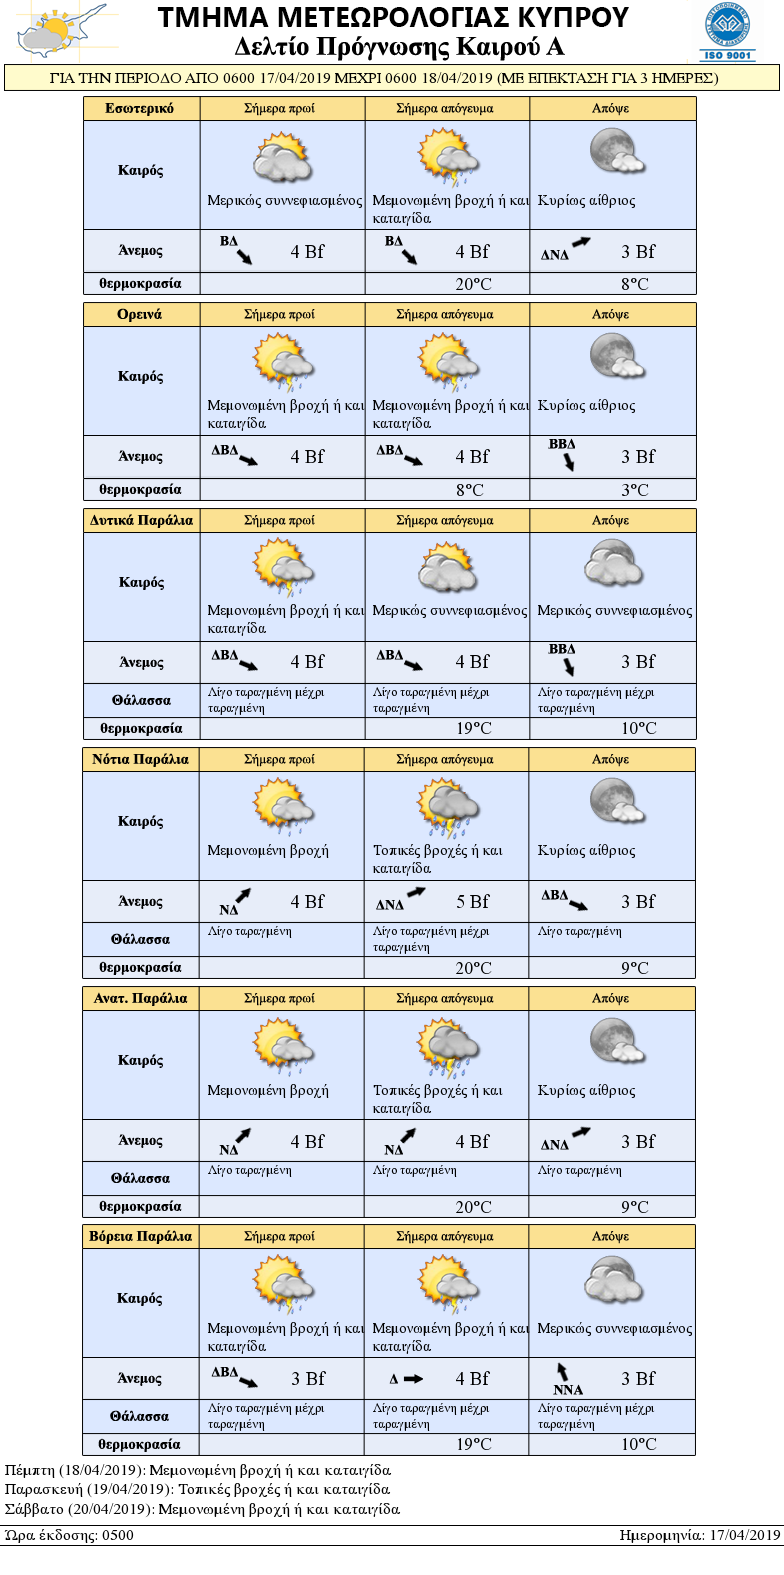 ΤΜΗΜΑ ΜΕΤΕΩΡΟΛΟΓΙΑΣ ΚΥΠΡΟΥ
Δελτίο Πρόγνωσης Καιρού Α
ISO 9001
ΓΙΑ ΤΗΝ ΠΕΡΙΟΔΟ ΑΠΟ 0600 17/04/2019 ΜΕΧΡΙ 0600 18/04/2019 (ΜΕ ΕΠΕΚΤΑΣΗ ΓΙΑ 3 ΗΜΕΡΕΣ)
Εσωτερικό Σήμερα πρωί Σήμερα απόγευμα Απόψε
Καιρός Μερικώς συννεφιασμένος Μεμονωμένη βροχή ή και Κυρίως αίθριος
καταιγίδα
Άνεμος ΒΔ 4 Bf ΒΔ 4 Bf ΔΝΔ 3 Bf
θερμοκρασία 20°C 8°C
Ορεινά Σήμερα πρωί Σήμερα απόγευμα Απόψε
Καιρός Μεμονωμένη βροχή ή και Μεμονωμένη βροχή ή και Κυρίως αίθριος
καταιγίδα καταιγίδα
Άνεμος ΔΒΔ 4 Bf ΔΒΔ 4 Bf ΒΒΔ 3 Bf
θερμοκρασία 8°C 3°C
Δυτικά Παράλια Σήμερα πρωί Σήμερα απόγευμα Απόψε
Καιρός Μεμονωμένη βροχή ή και Μερικώς συννεφιασμένος Μερικώς συννεφιασμένος
καταιγίδα
Άνεμος ΔΒΔ 4 Bf ΔΒΔ 4 Bf ΒΒΔ 3 Bf
Θάλασσα Λίγο ταραγμένη μέχρι Λίγο ταραγμένη μέχρι Λίγο ταραγμένη μέχρι
ταραγμένη ταραγμένη ταραγμένη
θερμοκρασία 19°C 10°C
Νότια Παράλια Σήμερα πρωί Σήμερα απόγευμα Απόψε
Καιρός Μεμονωμένη βροχή Τοπικές βροχές ή και Κυρίως αίθριος
καταιγίδα
Άνεμος ΝΔ 4 Bf ΔΝΔ 5 Bf ΔΒΔ 3 Bf
Θάλασσα Λίγο ταραγμένη Λίγο ταραγμένη μέχρι Λίγο ταραγμένη
ταραγμένη
θερμοκρασία 20°C 9°C
Ανατ. Παράλια Σήμερα πρωί Σήμερα απόγευμα Απόψε
Καιρός Μεμονωμένη βροχή Τοπικές βροχές ή και Κυρίως αίθριος
καταιγίδα
Άνεμος ΝΔ 4 Bf ΝΔ 4 Bf ΔΝΔ 3 Bf
Θάλασσα Λίγο ταραγμένη Λίγο ταραγμένη Λίγο ταραγμένη
θερμοκρασία 20°C 9°C
Βόρεια Παράλια Σήμερα πρωί Σήμερα απόγευμα Απόψε
Καιρός Μεμονωμένη βροχή ή και Μεμονωμένη βροχή ή και Μερικώς συννεφιασμένος
καταιγίδα καταιγίδα
Άνεμος ΔΒΔ 3 Bf Δ 4 Bf ΝΝΑ 3 Bf
Θάλασσα Λίγο ταραγμένη μέχρι Λίγο ταραγμένη μέχρι Λίγο ταραγμένη μέχρι
ταραγμένη ταραγμένη ταραγμένη
θερμοκρασία 19°C 10°C
Πέμπτη (18/04/2019): Μεμονωμένη βροχή ή και καταιγίδα
Παρασκευή (19/04/2019): Τοπικές βροχές ή και καταιγίδα
Σάββατο (20/04/2019): Μεμονωμένη βροχή ή και καταιγίδα
Ώρα έκδοσης: 0500 Ημερομηνία: 17/04/2019